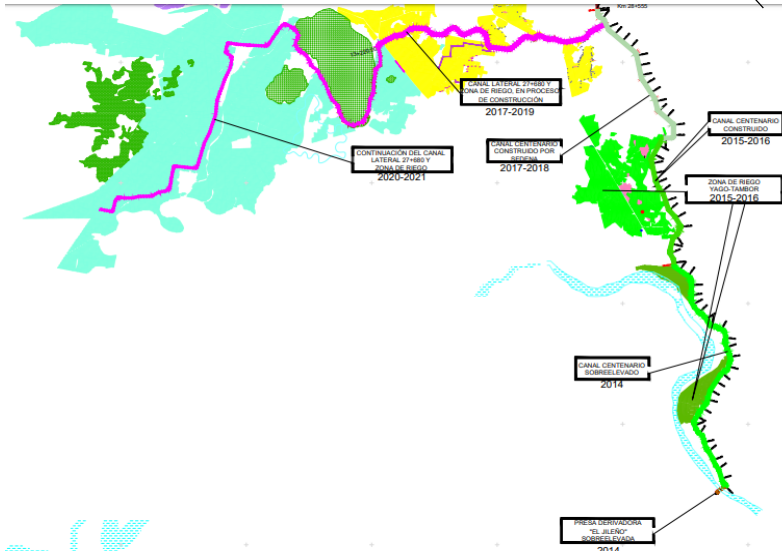 Km 26+535
CANAL LATERAL 27+680 Y
ZONA DE RIEGO, EN PROCESO
DE CONSTRUCCIÓN
2017-2019
CANAL CENTENARIO
CONSTRUIDO
2015-2016
CANAL CENTENARIO
CONSTRUIDO POR
SEDENA
2017-2018
CONTINUACIÓN DEL CANAL
LATERAL 27+680 Y
ZONA DE RIEGO
2020-2021
ZONA DE RIEGO
YAGO-TAMBOR
2015-2016
CANAL CENTENARIO
SOBREELEVADO
2014
PRESA DERIVADORA
"EL JILEÑO"
SOBREELEVADA
2014